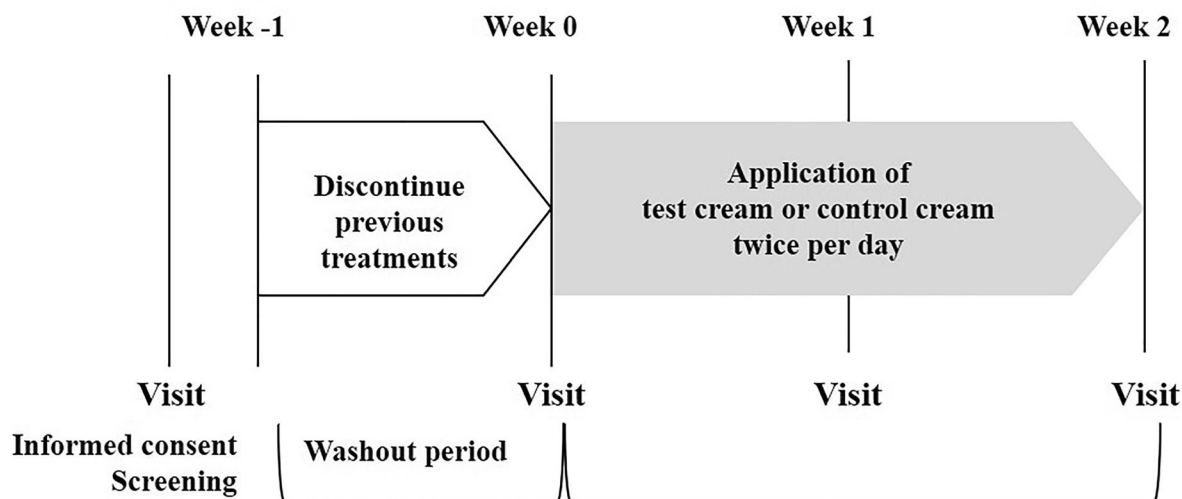 Week -1
Week 0
Week 1
Week 2
Discontinue
previous
treatments
Application of
test cream or control cream
twice per day
Visit
Visit
Visit
Visit
Informed consent
Screening
Washout period